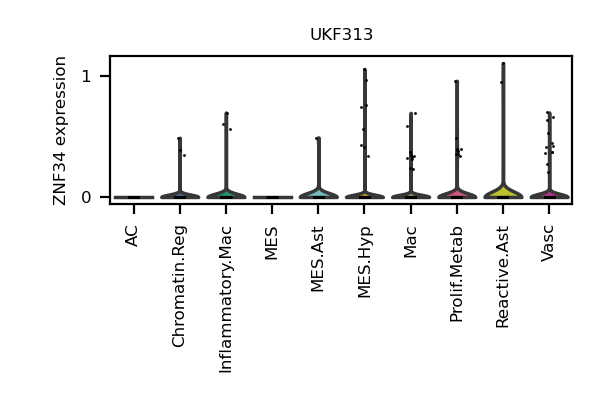 UKF313
ZNF34 expression
1
0
AC
Chromatin.Reg
Inflammatory.Mac
MES
MES.Ast
MES.Hyp
Mac
Prolif.Metab
Reactive.Ast
Vasc